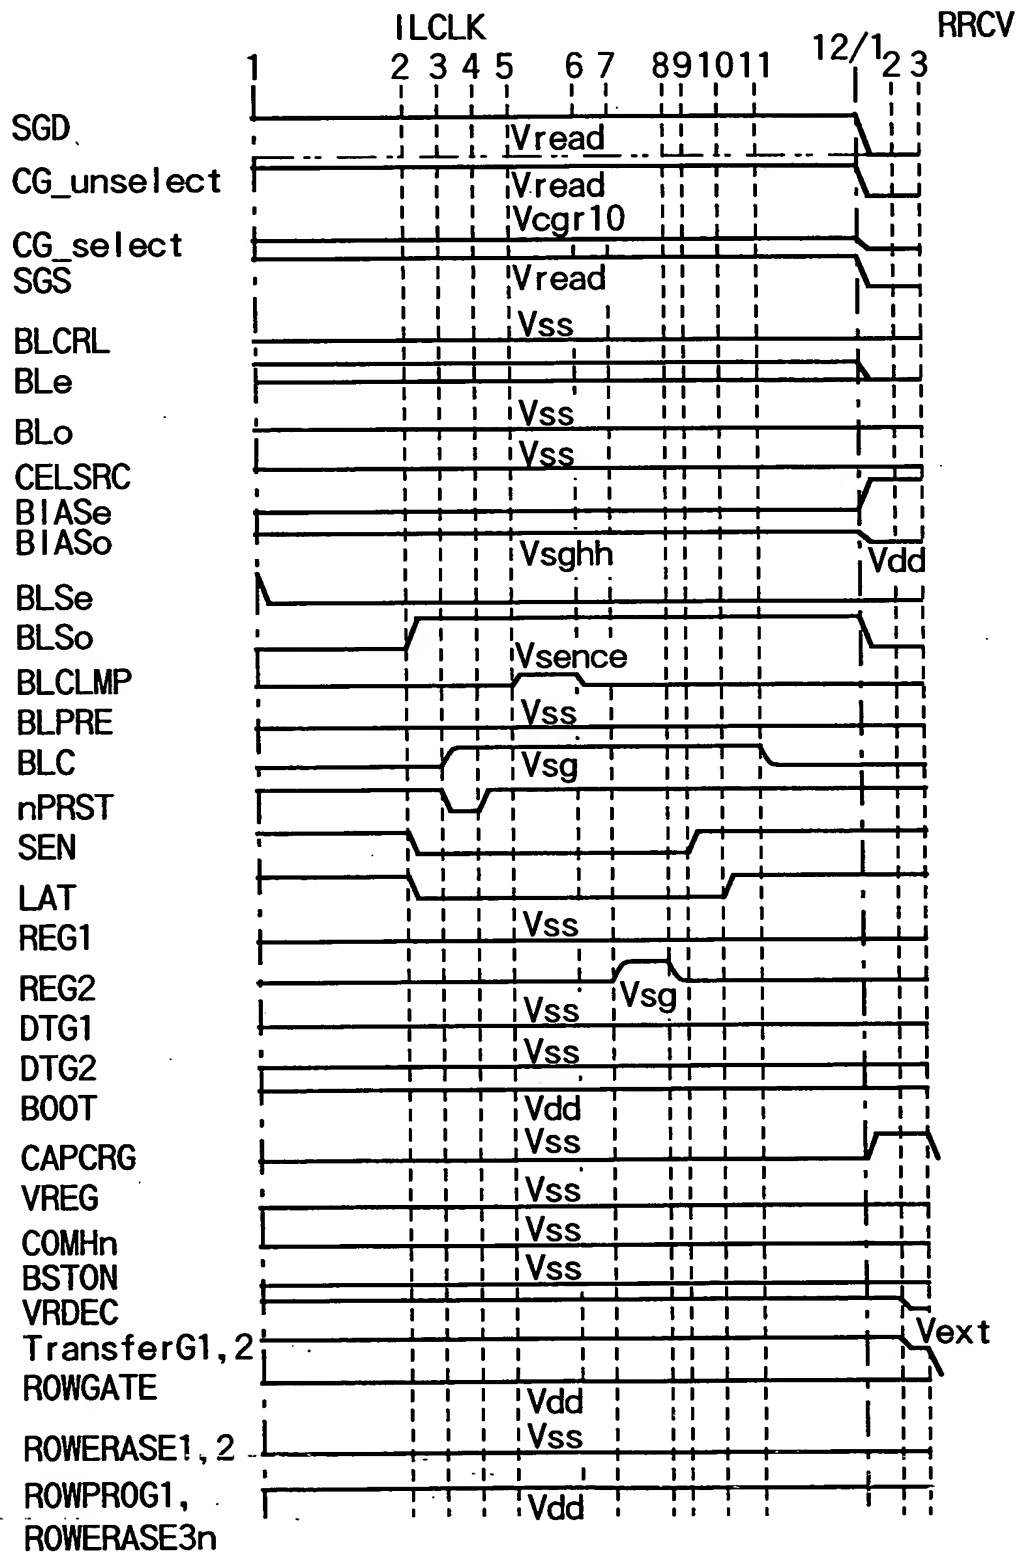 ILCLK RRCV
1 2 3 4 5 6 7 8 9 10 11 12/1 2 3
SGD
Vread
CG_unselect
Vread
Vcgr10
CG_select
SGS
Vread
Vss
BLCRL
BLe
Vss
BLo
Vss
CELSRC
BIASe
BIASo
Vsghh Vdd
BLSe
BLSo
Vsence
BLCLMP
Vss
BLPRE
BLC
Vsg
nPRST
SEN
LAT
Vss
REG1
REG2
Vsg
Vss
DTG1
Vss
DTG2
BOOT
Vdd
Vss
CAPCRG
Vss
VREG
Vss
COMHn
Vss
BSTON
VRDEC
Vext
TransferG1,2
ROWGATE
Vdd
Vss
ROWERASE1,2
ROWPROG1,
Vdd
ROWERASE3n